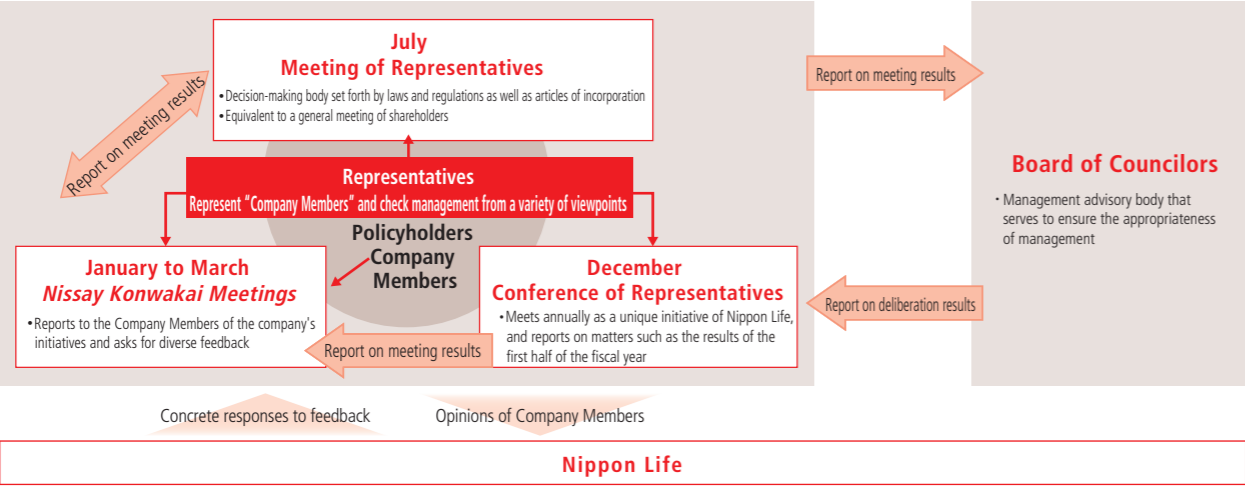 July
Meeting of Representatives
•Decision-making body set forth by laws and regulations as well as articles of incorporation
•Equivalent to a general meeting of shareholders
Report on meeting results
Report on meeting results
Representatives
Represent “Company Members” and check management from a variety of viewpoints
Policyholders
Company
Members
January to March
Nissay Konwakai Meetings
•Reports to the Company Members of the company's
initiatives and asks for diverse feedback
Report on meeting results
December
Conference of Representatives
•Meets annually as a unique initiative of Nippon Life,
and reports on matters such as the results of the
first half of the fiscal year
Board of Councilors
・Management advisory body that
serves to ensure the appropriateness
of management
Report on deliberation results
Concrete responses to feedback
Opinions of Company Members
Nippon Life